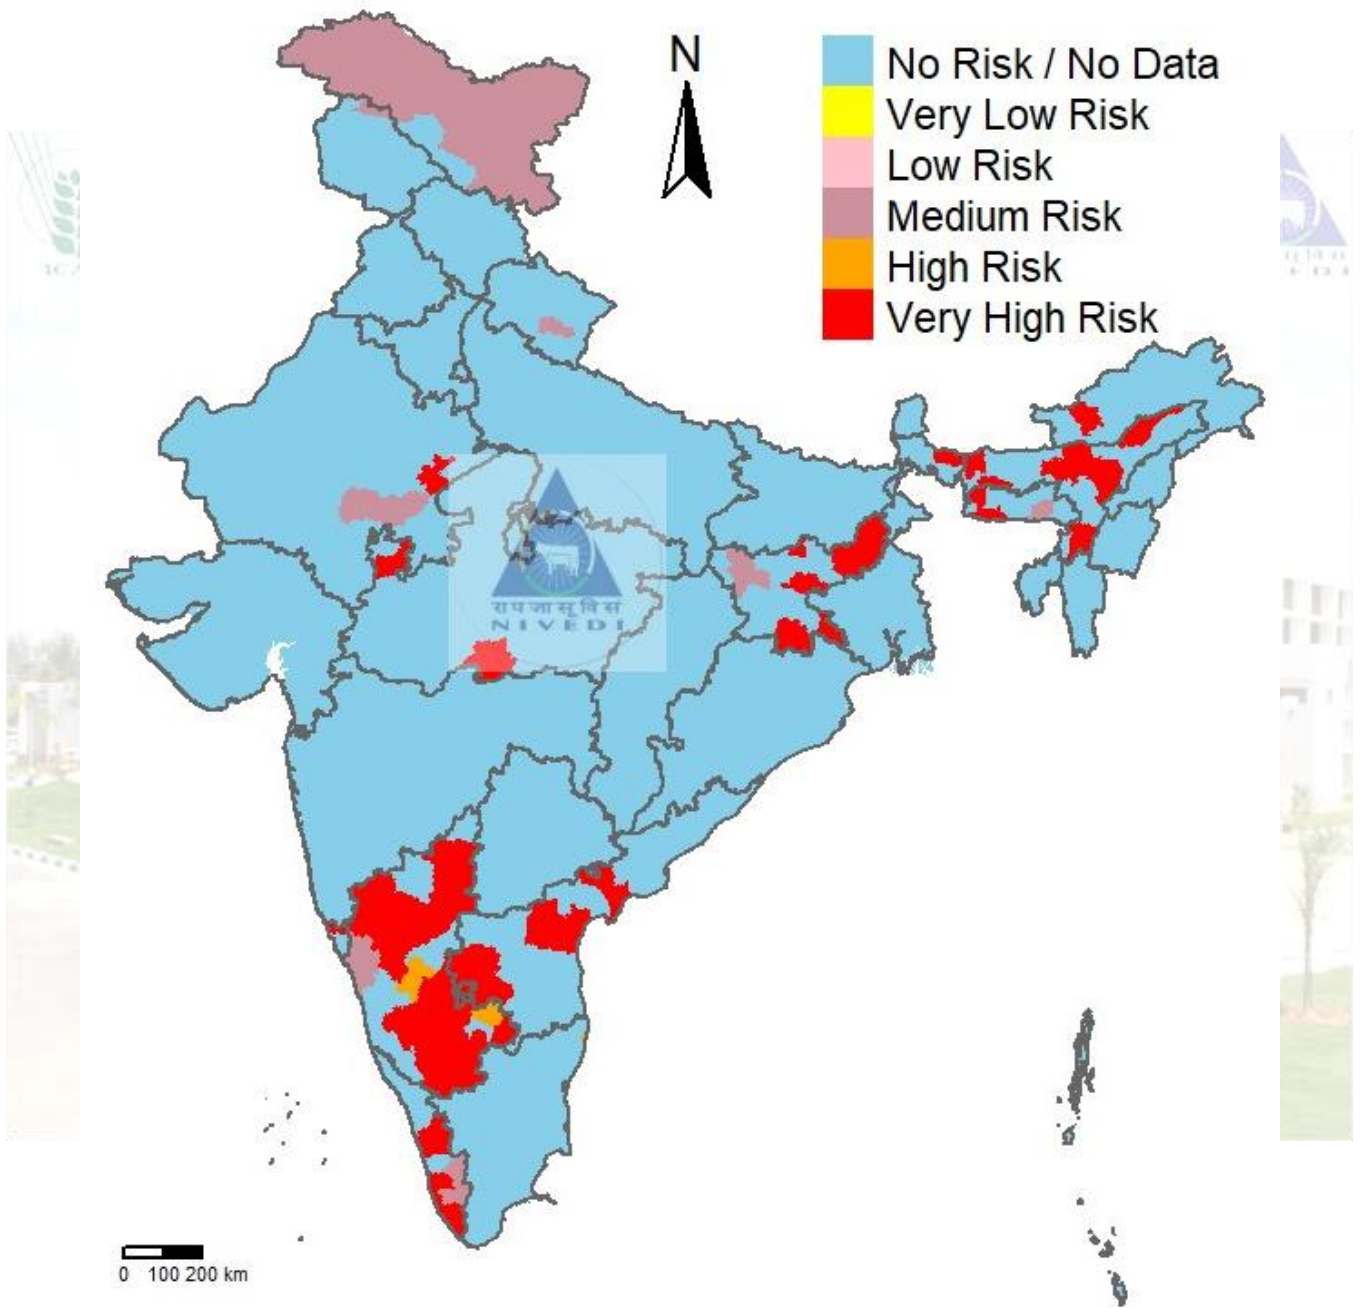 N
No Risk / No Data
Very Low Risk
Low Risk
Medium Risk
High Risk
Very High Risk
रापजासूविसं
NIVEDI
0 100 200 km